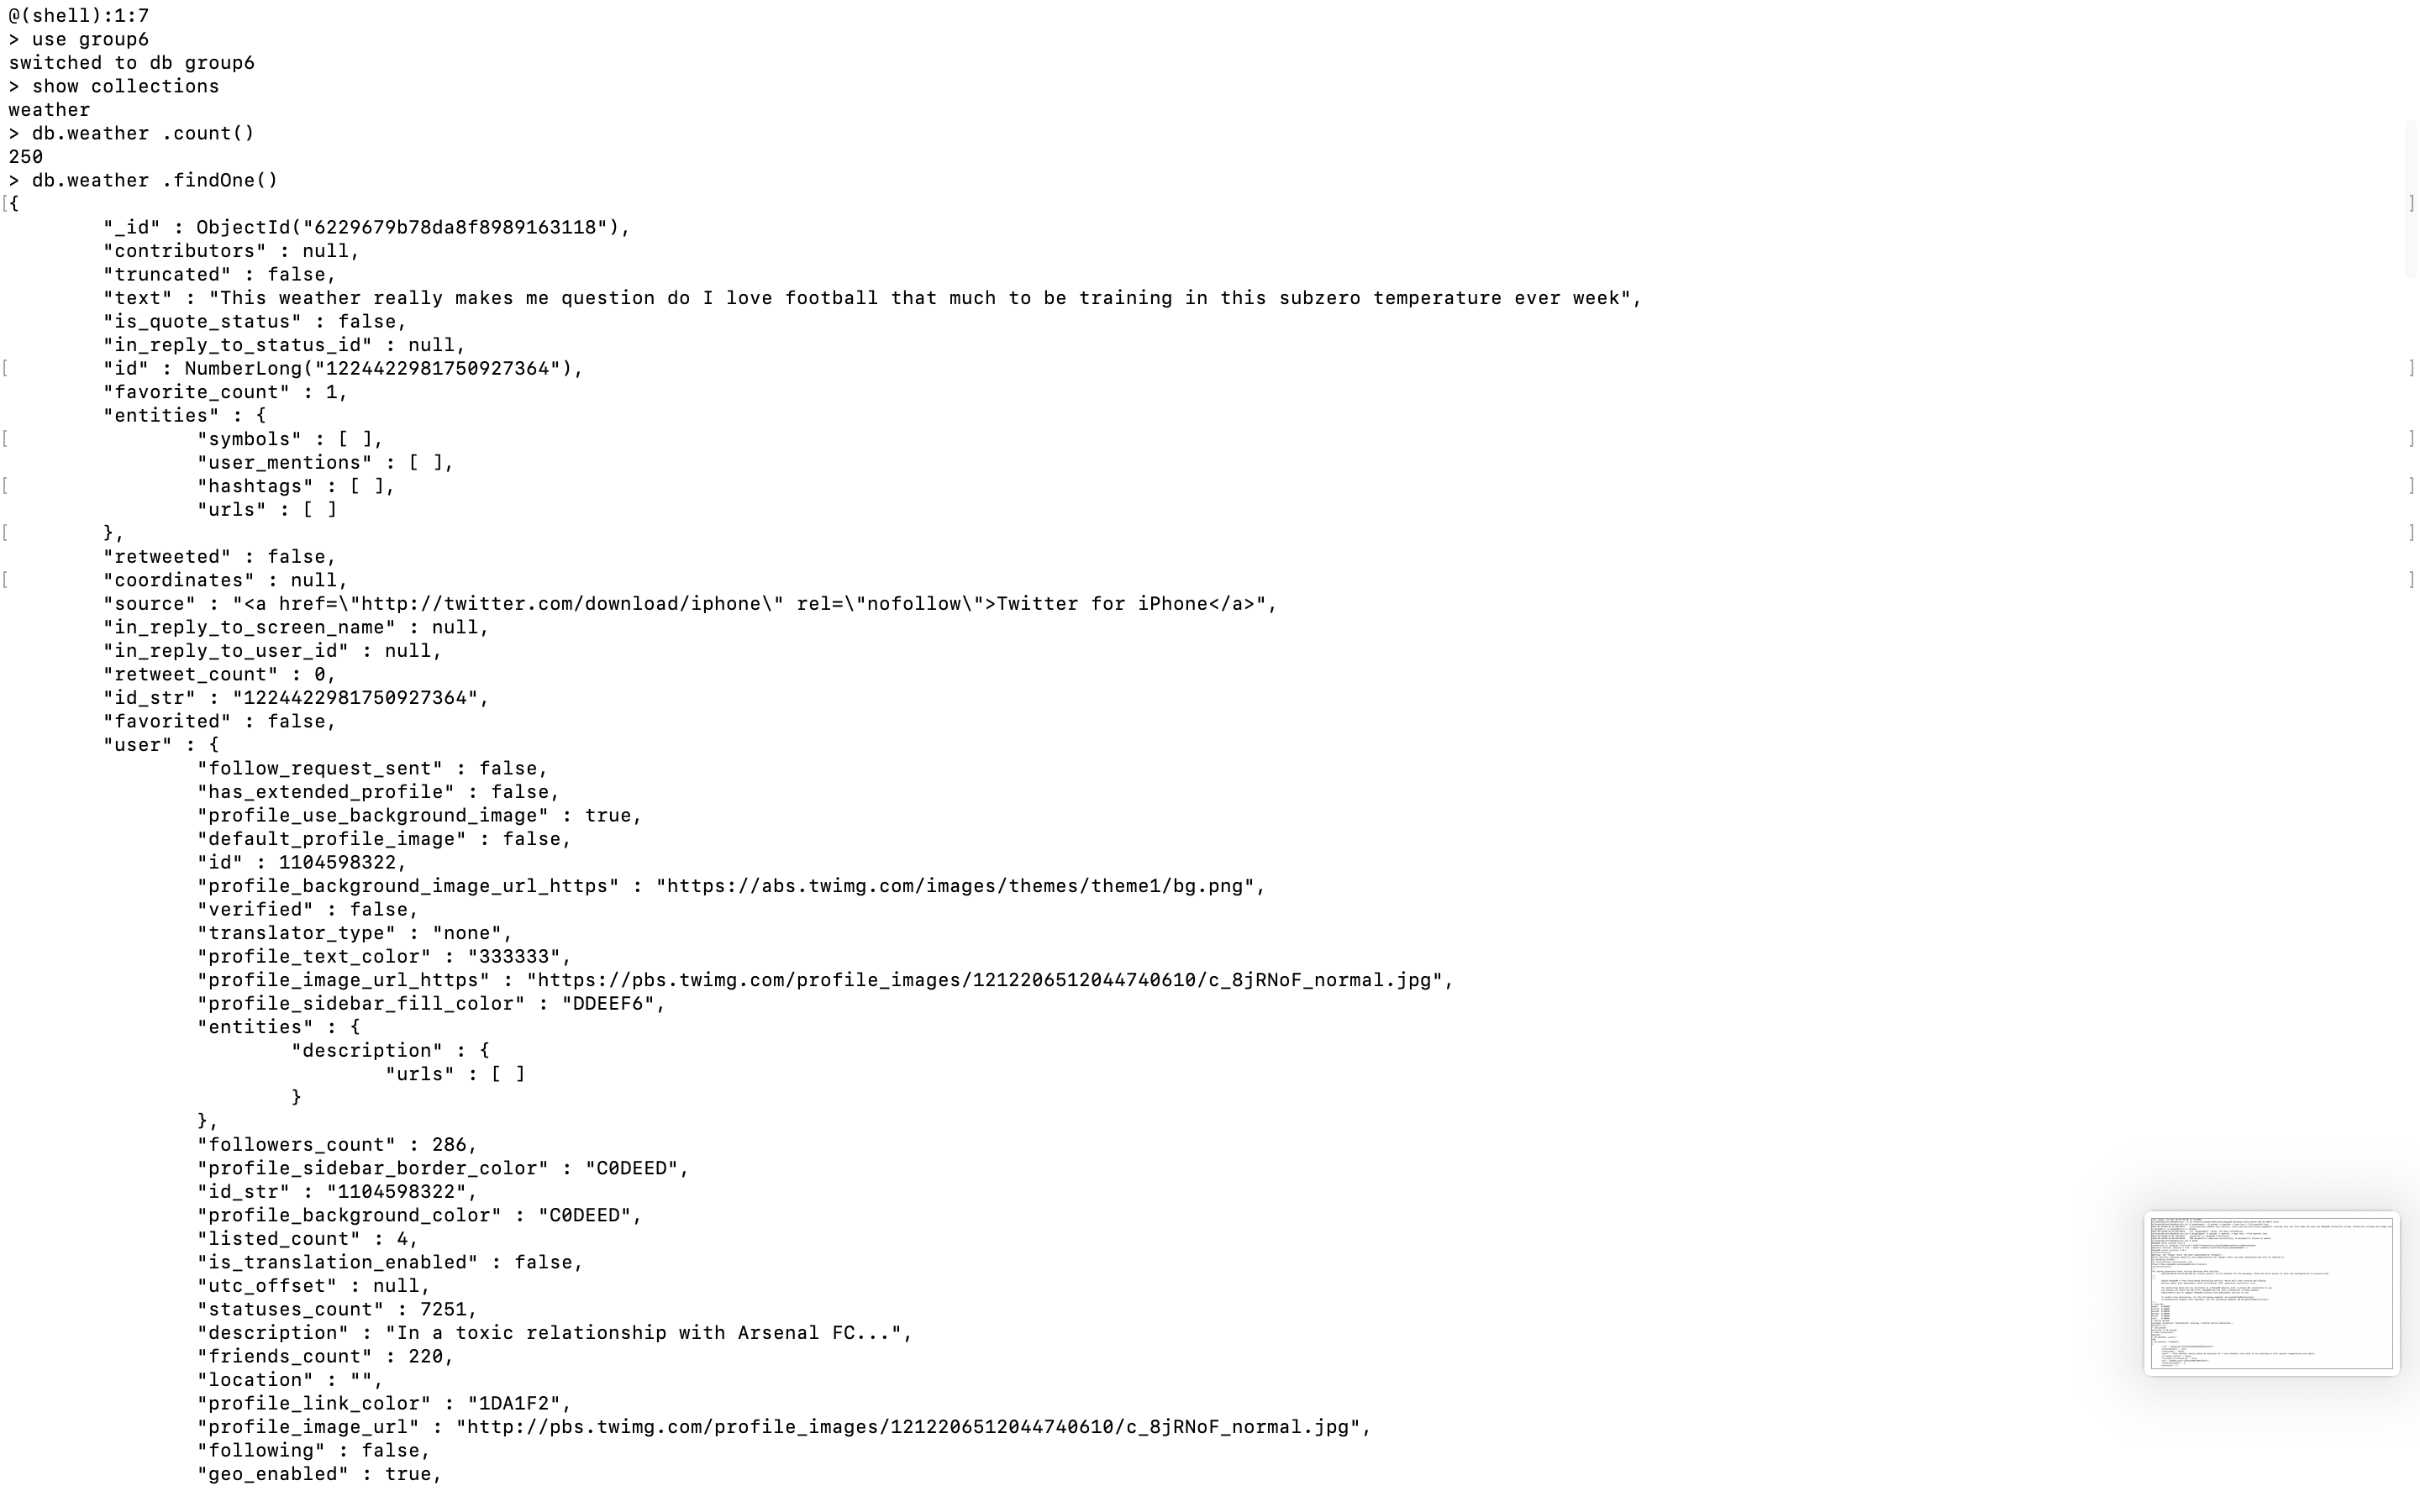 @(shell):1:7
> use group6
switched to db group6
> show collections
weather
> db.weather .count()
250
> db.weather .findOne()
{
        "_id" : ObjectId("6229679b78da8f8989163118"),
        "contributors" : null,
        "truncated" : false,
        "text" : "This weather really makes me question do I love football that much to be training in this subzero temperature ever week",
        "is_quote_status" : false,
        "in_reply_to_status_id" : null,
        "id" : NumberLong("1224422981750927364"),
        "favorite_count" : 1,
        "entities" : {
                "symbols" : [ ],
                "user_mentions" : [ ],
                "hashtags" : [ ],
                "urls" : [ ]
        },
        "retweeted" : false,
        "coordinates" : null,
        "source" : "<a href=\"http://twitter.com/download/iphone\" rel=\"nofollow\">Twitter for iPhone</a>",
        "in_reply_to_screen_name" : null,
        "in_reply_to_user_id" : null,
        "retweet_count" : 0,
        "id_str" : "1224422981750927364",
        "favorited" : false,
        "user" : {
                "follow_request_sent" : false,
                "has_extended_profile" : false,
                "profile_use_background_image" : true,
                "default_profile_image" : false,
                "id" : 1104598322,
                "profile_background_image_url_https" : "https://abs.twimg.com/images/themes/theme1/bg.png",
                "verified" : false,
                "translator_type" : "none",
                "profile_text_color" : "333333",
                "profile_image_url_https" : "https://pbs.twimg.com/profile_images/1212206512044740610/c_8jRNoF_normal.jpg",
                "profile_sidebar_fill_color" : "DDEEF6",
                "entities" : {
                        "description" : {
                                "urls" : [ ]
                        }
                },
                "followers_count" : 286,
                "profile_sidebar_border_color" : "C0DEED",
                "id_str" : "1104598322",
                "profile_background_color" : "C0DEED",
                "listed_count" : 4,
                "is_translation_enabled" : false,
                "utc_offset" : null,
                "statuses_count" : 7251,
                "description" : "In a toxic relationship with Arsenal FC...",
                "friends_count" : 220,
                "location" : "",
                "profile_link_color" : "1DA1F2",
                "profile_image_url" : "http://pbs.twimg.com/profile_images/1212206512044740610/c_8jRNoF_normal.jpg",
                "following" : false,
                "geo_enabled" : true,